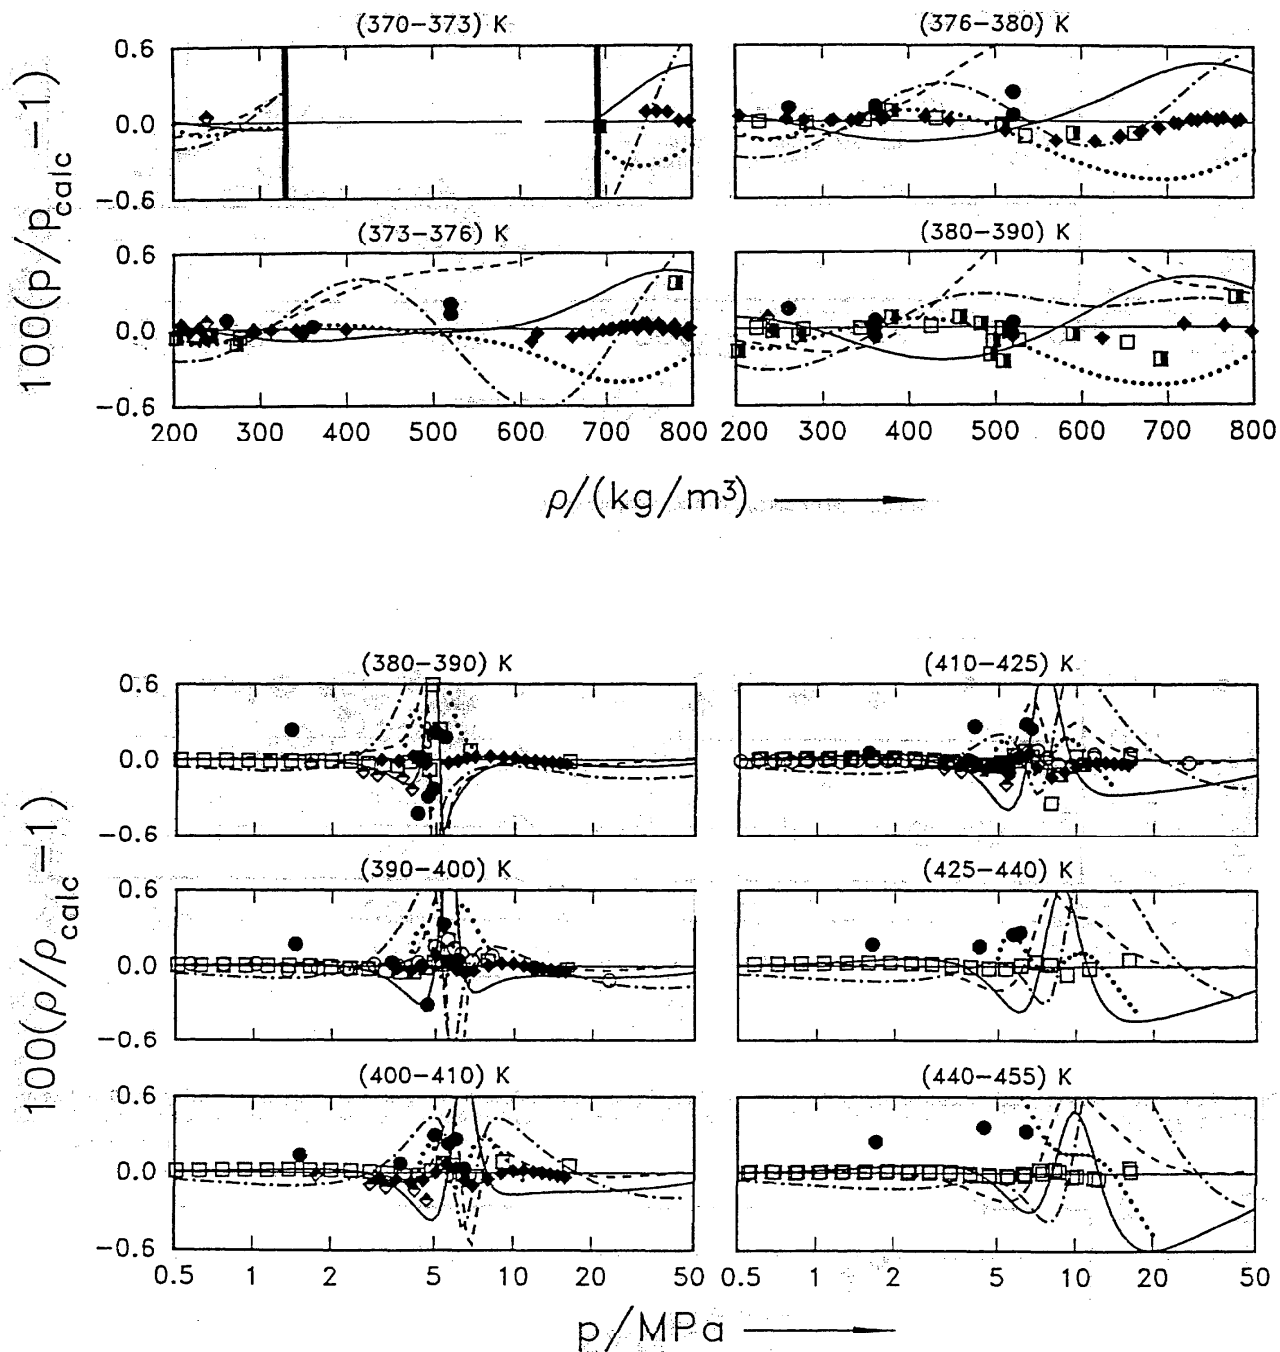 (370–373) K
(376–380) K
0.6
0.0
−0.6
100(p/p_calc −1)
(373–376) K
(380–390) K
0.6
0.0
−0.6
200 300 400 500 600 700 800
200 300 400 500 600 700 800
ρ/(kg/m³)
(380–390) K
(410–425) K
0.6
0.0
−0.6
100(ρ/ρ_calc −1)
(390–400) K
(425–440) K
0.6
0.0
−0.6
(400–410) K
(440–455) K
0.6
0.0
−0.6
0.5 1 2 5 10 20 50
0.5 1 2 5 10 20 50
p/MPa